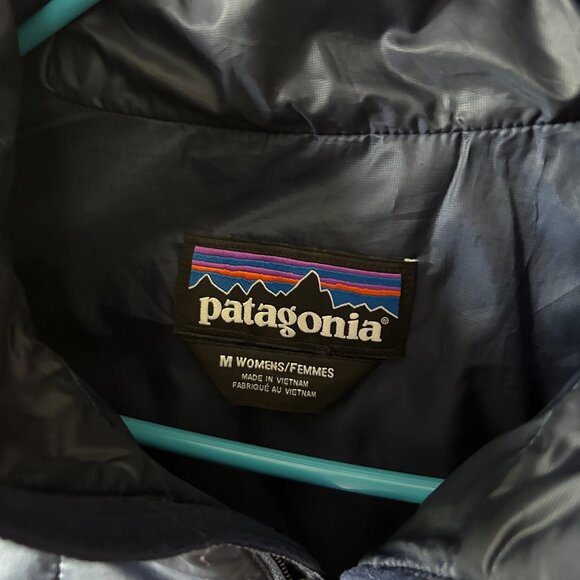 patagonia®
M WOMENS/FEMMES
MADE IN VIETNAM
FABRIQUÉ AU VIETNAM